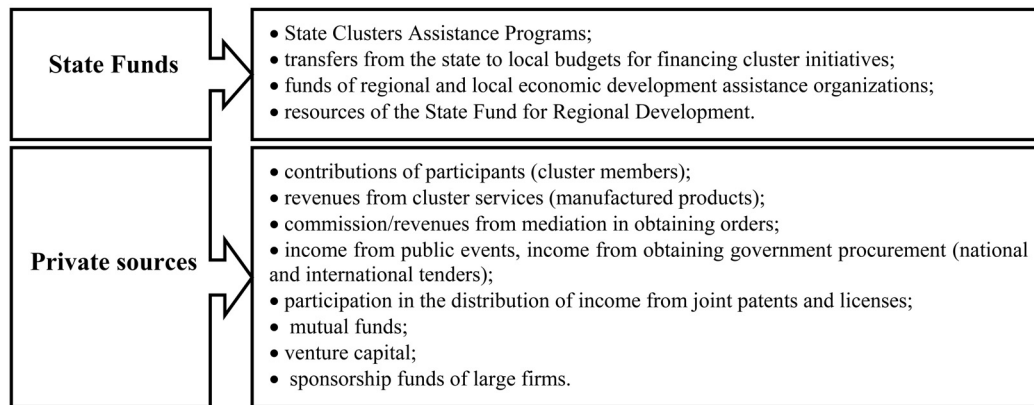 State Funds
• State Clusters Assistance Programs;
• transfers from the state to local budgets for financing cluster initiatives;
• funds of regional and local economic development assistance organizations;
• resources of the State Fund for Regional Development.
Private sources
• contributions of participants (cluster members);
• revenues from cluster services (manufactured products);
• commission/revenues from mediation in obtaining orders;
• income from public events, income from obtaining government procurement (national
and international tenders);
• participation in the distribution of income from joint patents and licenses;
• mutual funds;
• venture capital;
• sponsorship funds of large firms.